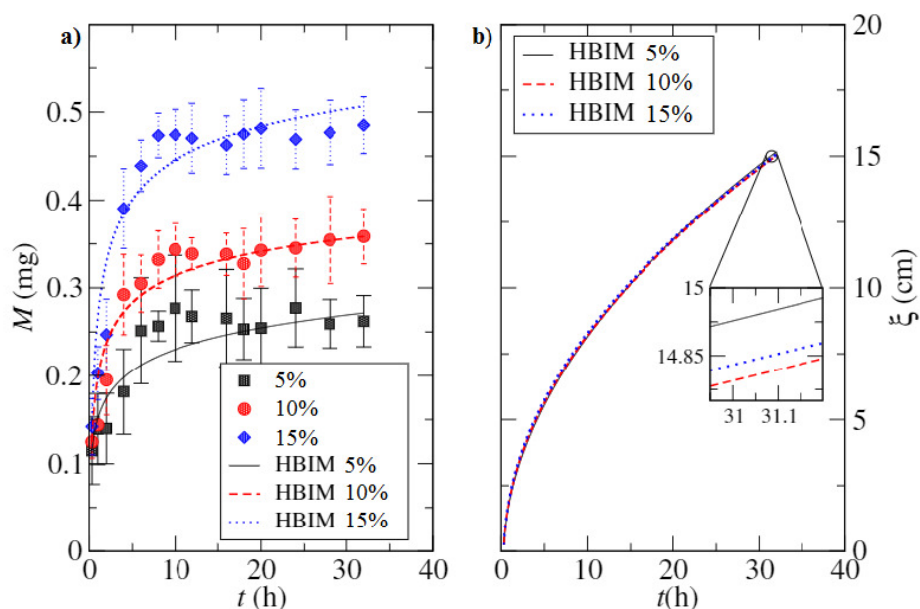 a)
0.5
0.4
0.3
0.2
0.1
0
M (mg)
5%
10%
15%
HBIM 5%
HBIM 10%
HBIM 15%
0 10 20 30 40
t (h)
b)
HBIM 5%
HBIM 10%
HBIM 15%
15
14.85
31 31.1
20
15
10
5
0
ξ (cm)
0 10 20 30 40
t(h)